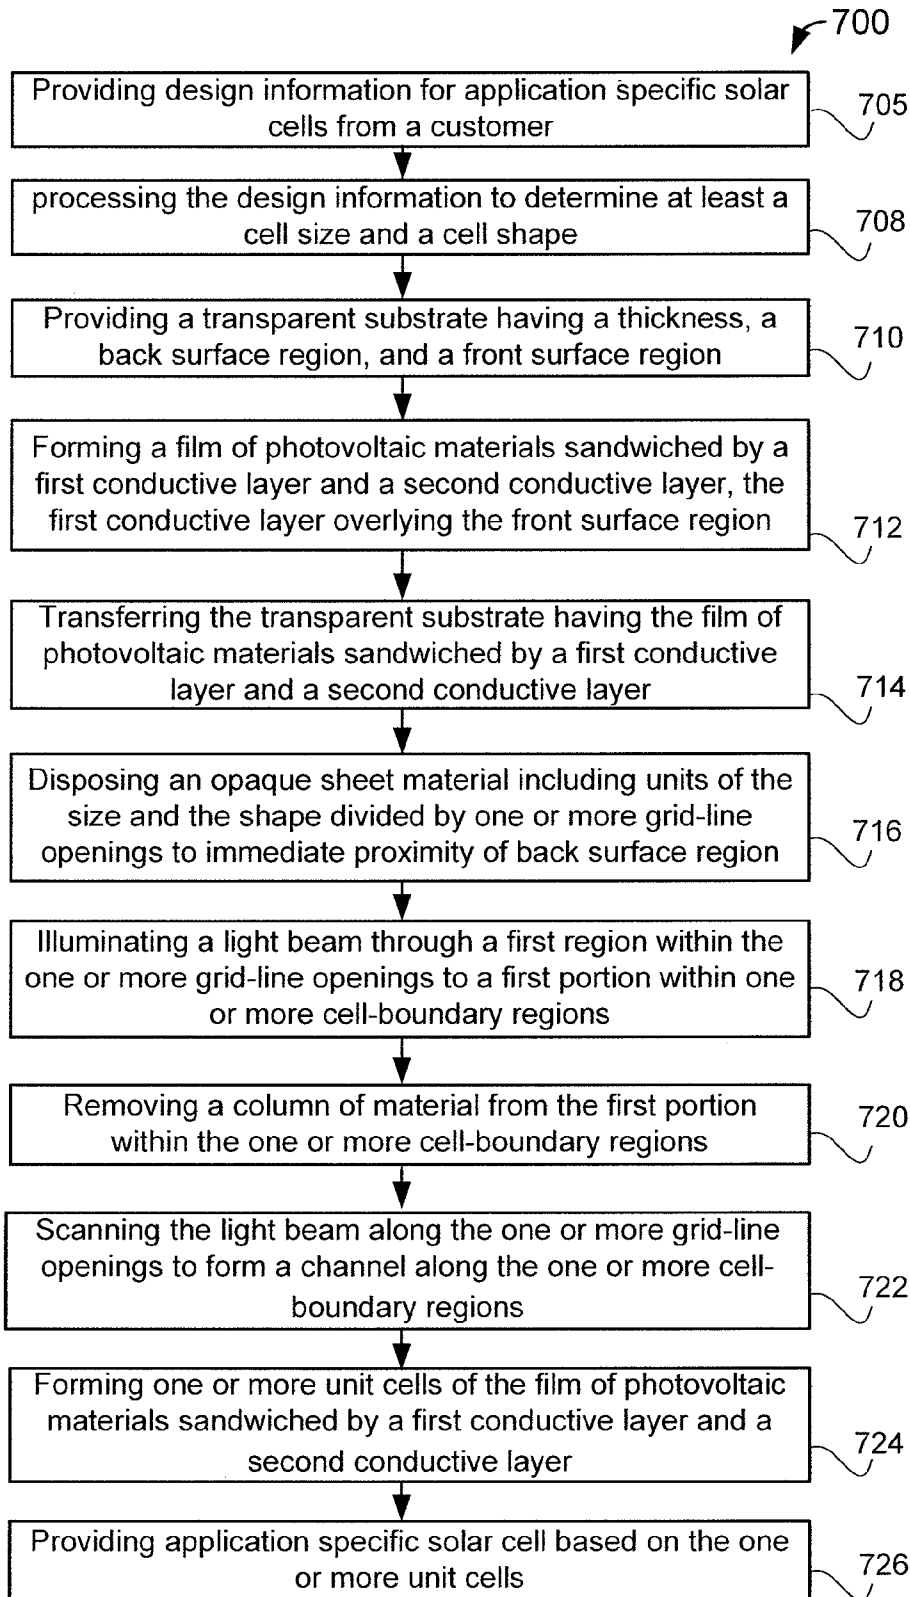 700
Providing design information for application specific solar
cells from a customer
705
processing the design information to determine at least a
cell size and a cell shape
708
Providing a transparent substrate having a thickness, a
back surface region, and a front surface region
710
Forming a film of photovoltaic materials sandwiched by a
first conductive layer and a second conductive layer, the
first conductive layer overlying the front surface region
712
Transferring the transparent substrate having the film of
photovoltaic materials sandwiched by a first conductive
layer and a second conductive layer
714
Disposing an opaque sheet material including units of the
size and the shape divided by one or more grid-line
openings to immediate proximity of back surface region
716
Illuminating a light beam through a first region within the
one or more grid-line openings to a first portion within one
or more cell-boundary regions
718
Removing a column of material from the first portion
within the one or more cell-boundary regions
720
Scanning the light beam along the one or more grid-line
openings to form a channel along the one or more cell-
boundary regions
722
Forming one or more unit cells of the film of photovoltaic
materials sandwiched by a first conductive layer and a
second conductive layer
724
Providing application specific solar cell based on the one
or more unit cells
726